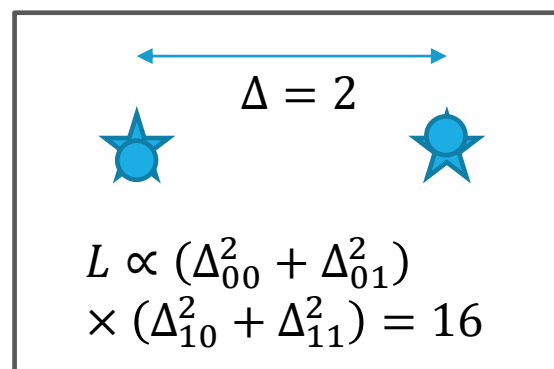 Δ = 2
L ∝ (Δ²₀₀ + Δ²₀₁)
× (Δ²₁₀ + Δ²₁₁) = 16